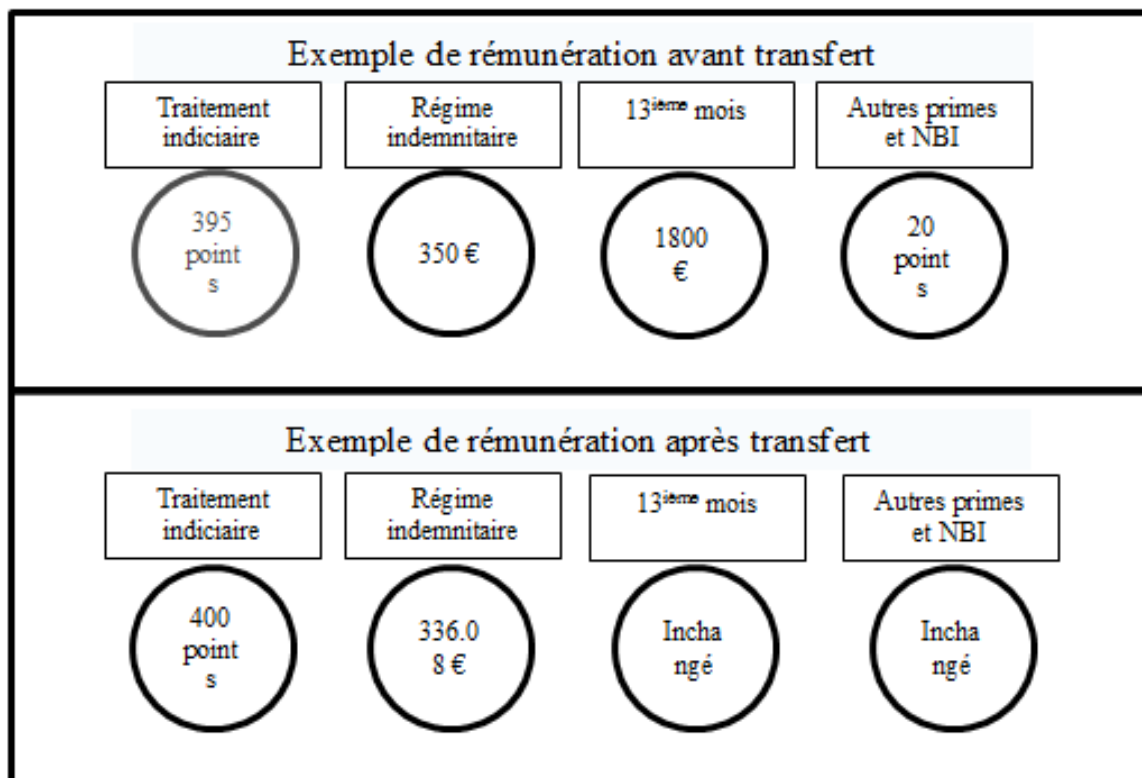 Exemple de rémunération avant transfert
Traitement
indiciaire
Régime
indemnitaire
13ième mois
Autres primes
et NBI
395
point
s
350 €
1800
€
20
point
s
Exemple de rémunération après transfert
Traitement
indiciaire
Régime
indemnitaire
13ième mois
Autres primes
et NBI
400
point
s
336.0
8 €
Incha
ngé
Incha
ngé